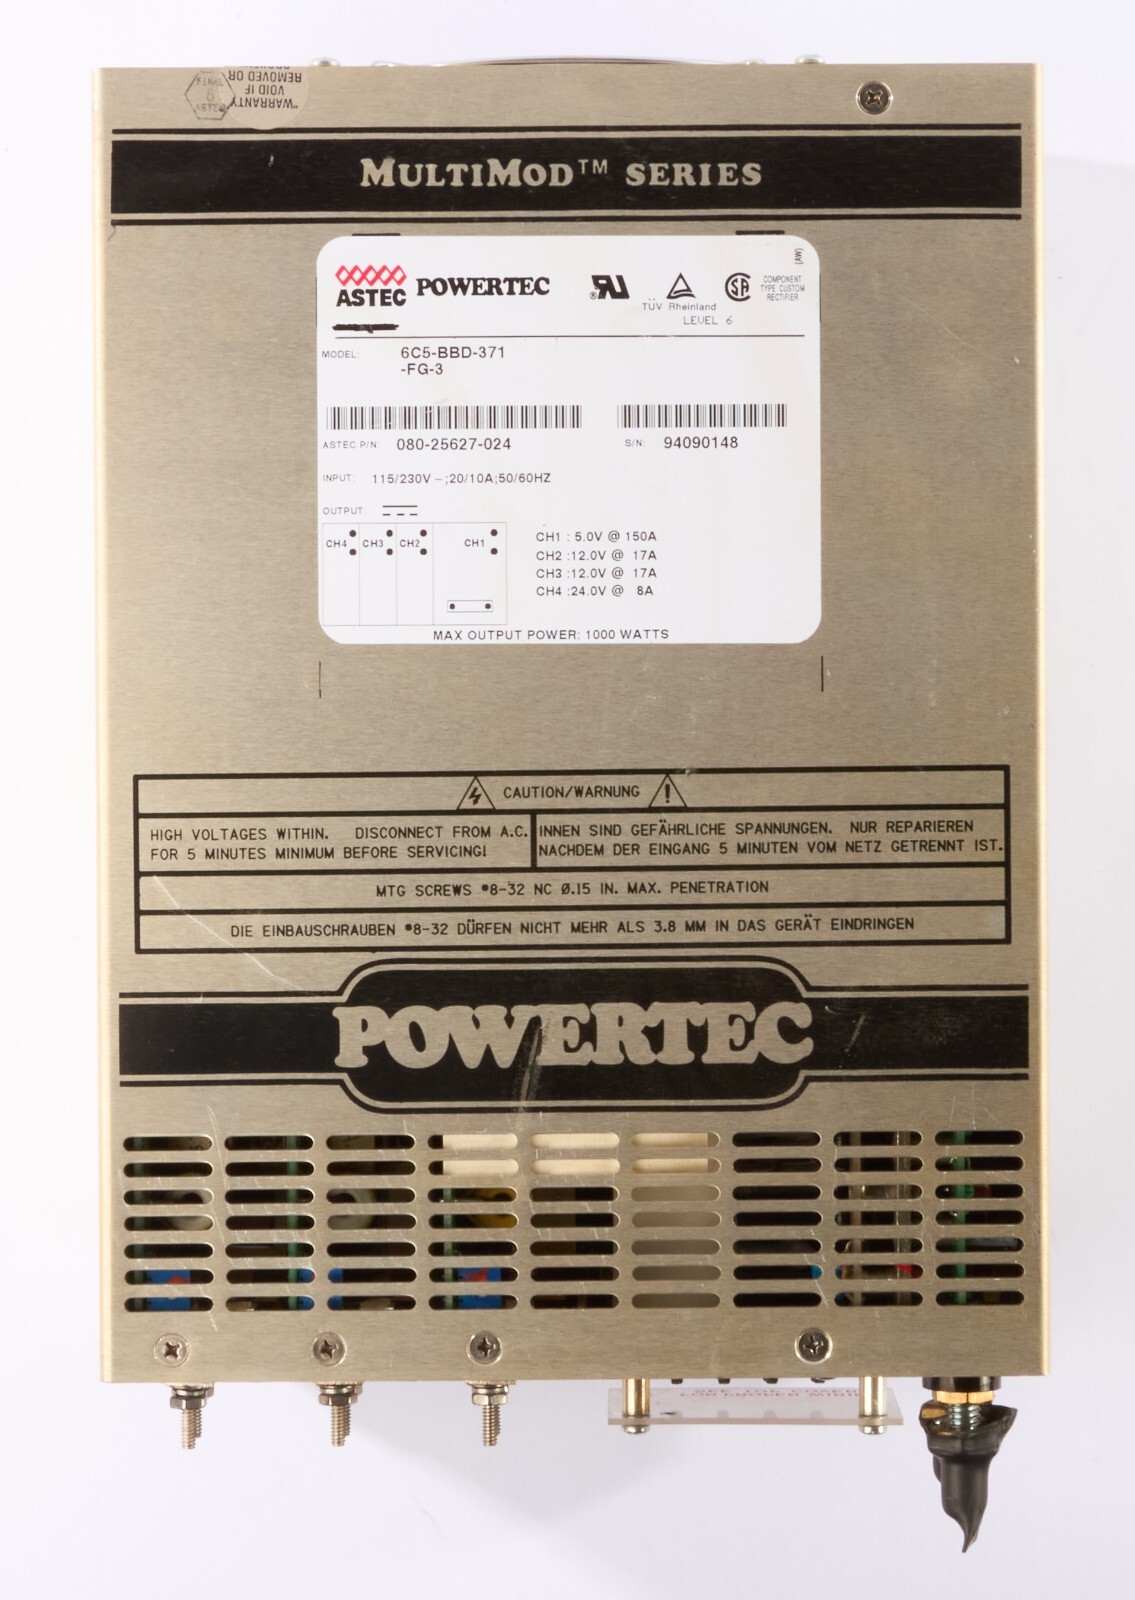 FINAL
8
ASTEC
"WARRANTY
VOID IF
REMOVED OR
MULTIMOD™ SERIES
ASTEC POWERTEC
(AW)
TÜV Rheinland
LEVEL 6
COMPONENT
TYPE CUSTOM
RECTIFIER
MODEL: 6C5-BBD-371
-FG-3
ASTEC P/N: 080-25627-024
S/N: 94090148
INPUT: 115/230V ~;20/10A;50/60HZ
OUTPUT:
CH4 CH3 CH2 CH1
CH1 : 5.0V @ 150A
CH2 :12.0V @ 17A
CH3 :12.0V @ 17A
CH4 :24.0V @ 8A
MAX OUTPUT POWER: 1000 WATTS
CAUTION/WARNUNG
HIGH VOLTAGES WITHIN. DISCONNECT FROM A.C.
FOR 5 MINUTES MINIMUM BEFORE SERVICING!
INNEN SIND GEFÄHRLICHE SPANNUNGEN. NUR REPARIEREN
NACHDEM DER EINGANG 5 MINUTEN VOM NETZ GETRENNT IST.
MTG SCREWS #8-32 NC Ø.15 IN. MAX. PENETRATION
DIE EINBAUSCHRAUBEN #8-32 DÜRFEN NICHT MEHR ALS 3.8 MM IN DAS GERÄT EINDRINGEN
POWERTEC